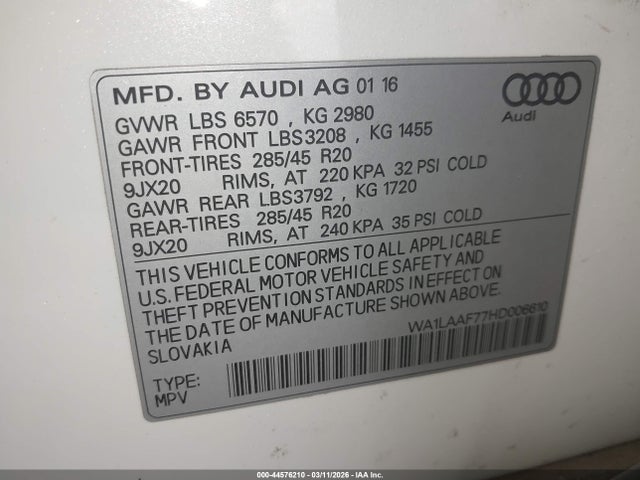 MFD. BY AUDI AG 01 16
Audi
GVWR LBS 6570 , KG 2980
GAWR FRONT LBS3208 , KG 1455
FRONT-TIRES 285/45 R20
9JX20 RIMS, AT 220 KPA 32 PSI COLD
GAWR REAR LBS3792 , KG 1720
REAR-TIRES 285/45 R20
9JX20 RIMS, AT 240 KPA 35 PSI COLD
THIS VEHICLE CONFORMS TO ALL APPLICABLE
U.S. FEDERAL MOTOR VEHICLE SAFETY AND
THEFT PREVENTION STANDARDS IN EFFECT ON
THE DATE OF MANUFACTURE SHOWN ABOVE.
SLOVAKIA
WA1LAAF77HD006610
TYPE:
MPV
000-44576210 - 03/11/2026 - IAA Inc.